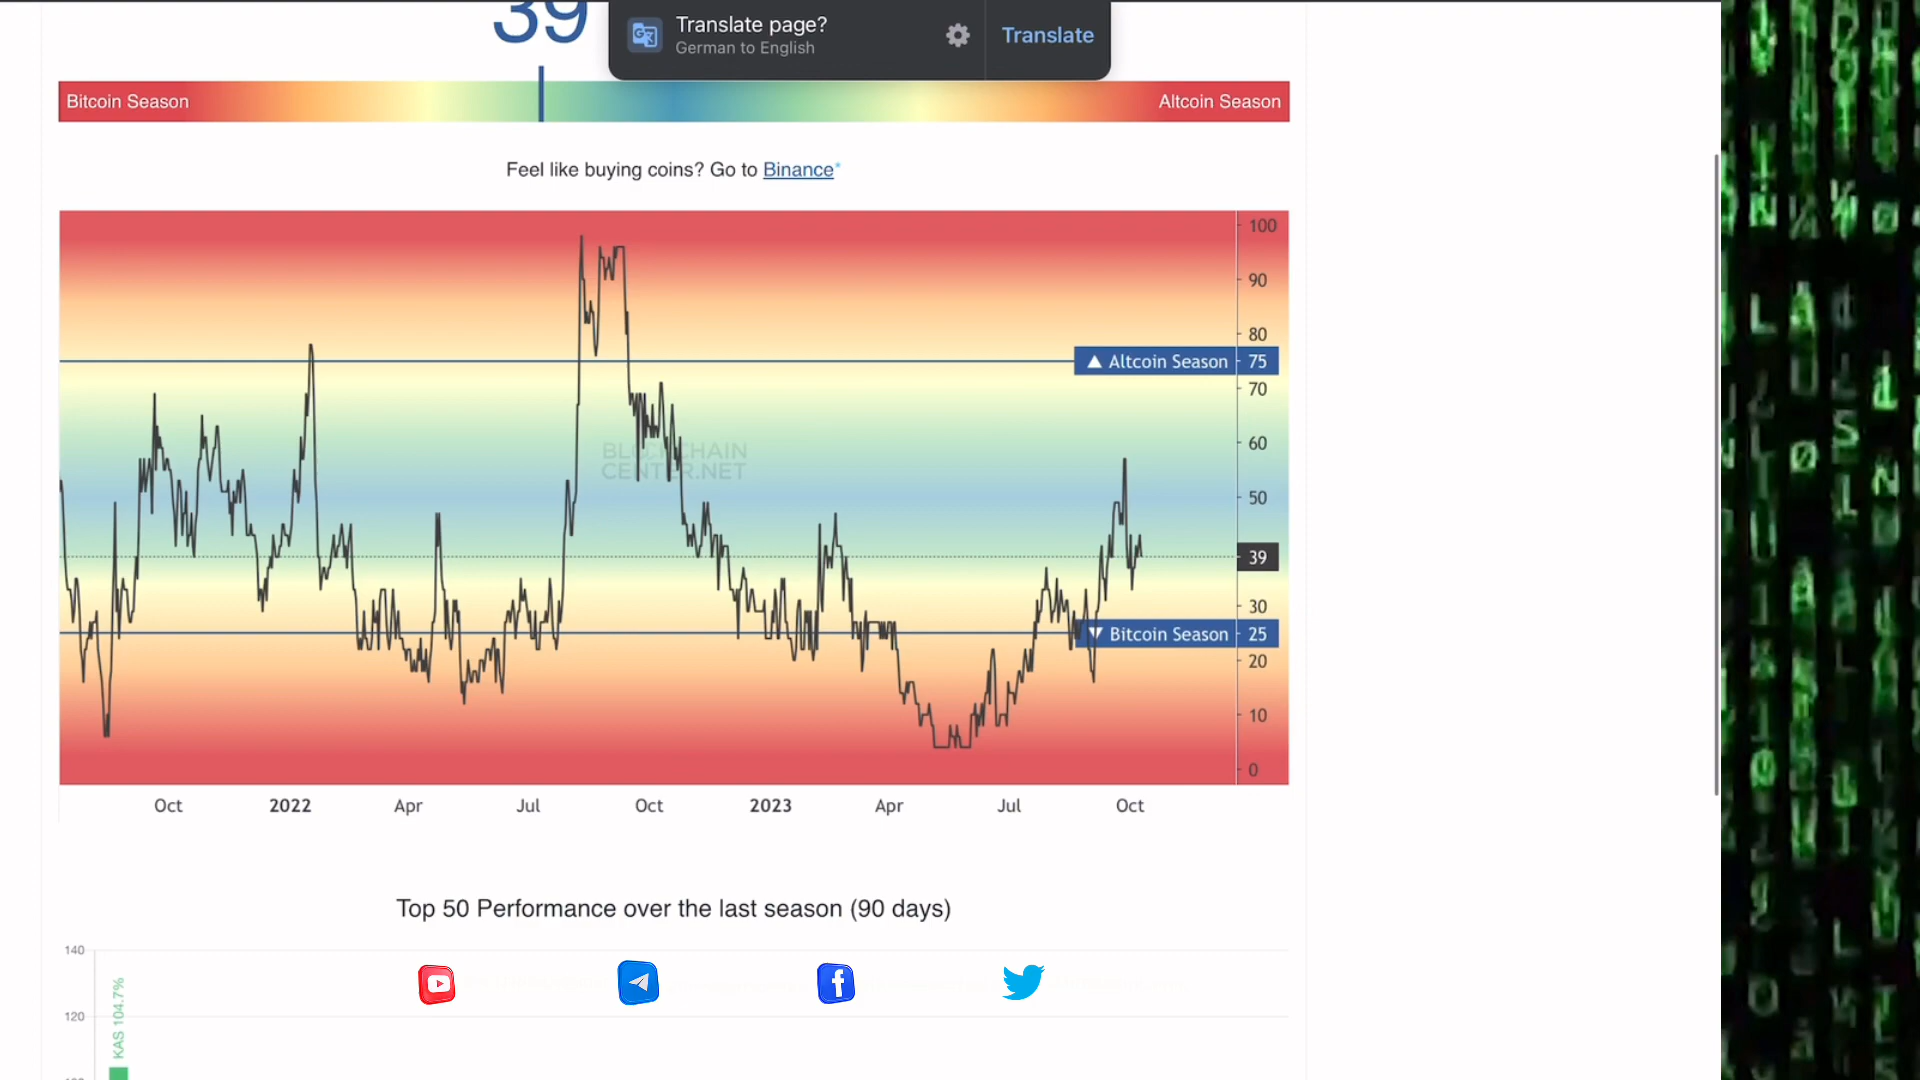 39
Translate page?
German to English
Translate
Bitcoin Season
Altcoin Season
Feel like buying coins? Go to Binance*
100
90
80
▲ Altcoin Season 75
70
60
BLOCKCHAIN
CENTER.NET
50
39
30
▼ Bitcoin Season 25
20
10
0
Oct 2022 Apr Jul Oct 2023 Apr Jul Oct
Top 50 Performance over the last season (90 days)
140
KAS 104.7%
120